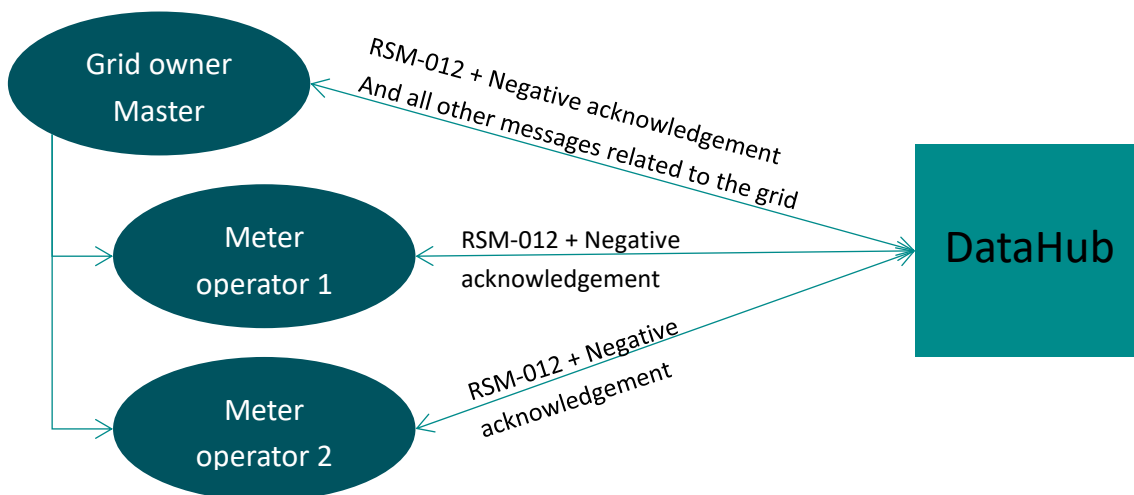 Grid owner
Master
RSM-012 + Negative acknowledgement
And all other messages related to the grid
Meter
operator 1
RSM-012 + Negative
acknowledgement
DataHub
Meter
operator 2
RSM-012 + Negative
acknowledgement